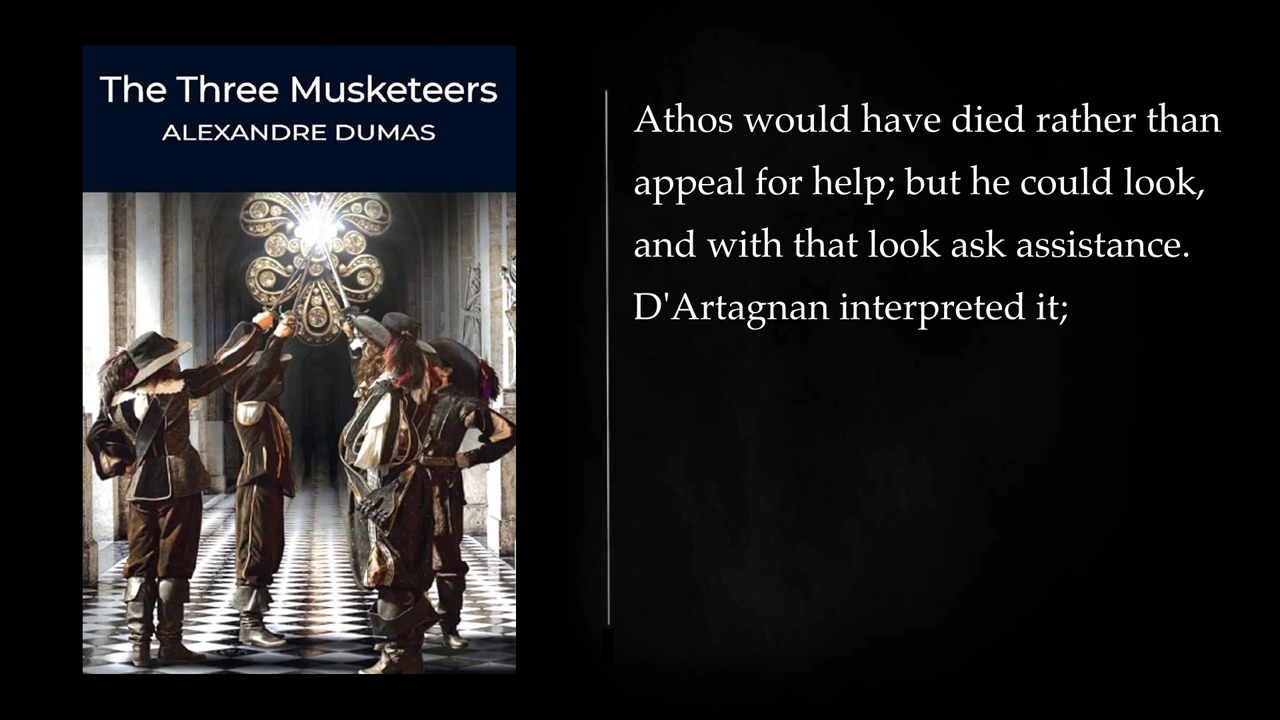 The Three Musketeers
ALEXANDRE DUMAS
Athos would have died rather than
appeal for help; but he could look,
and with that look ask assistance.
D'Artagnan interpreted it;